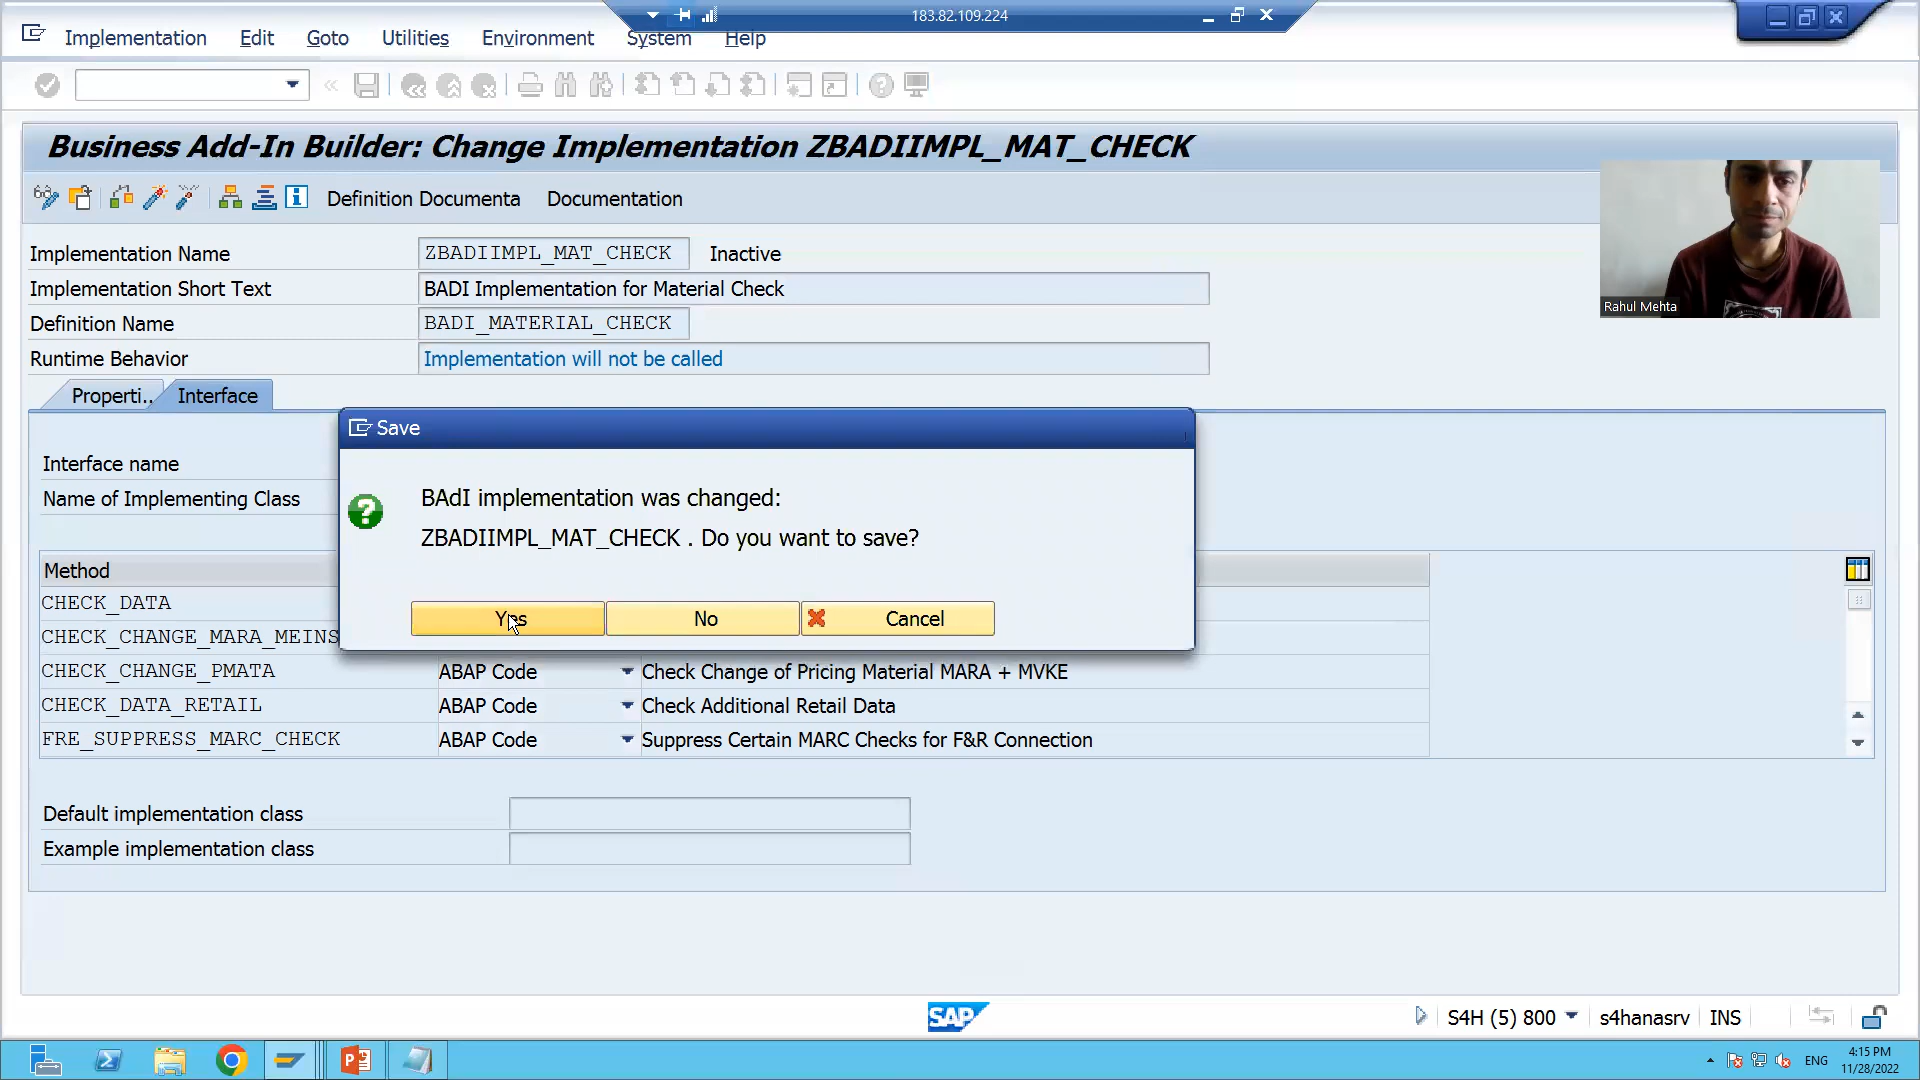 183.82.109.224
Implementation Edit Goto Utilities Environment System Help
Business Add-In Builder: Change Implementation ZBADIIMPL_MAT_CHECK
Definition Documenta Documentation
Implementation Name ZBADIIMPL_MAT_CHECK Inactive
Implementation Short Text BADI Implementation for Material Check
Definition Name BADI_MATERIAL_CHECK
Runtime Behavior Implementation will not be called
Rahul Mehta
Properti.. Interface
Save
Interface name
Name of Implementing Class
BAdI implementation was changed:
ZBADIIMPL_MAT_CHECK . Do you want to save?
Yes No Cancel
Method
CHECK_DATA
CHECK_CHANGE_MARA_MEINS
CHECK_CHANGE_PMATA ABAP Code Check Change of Pricing Material MARA + MVKE
CHECK_DATA_RETAIL ABAP Code Check Additional Retail Data
FRE_SUPPRESS_MARC_CHECK ABAP Code Suppress Certain MARC Checks for F&R Connection
Default implementation class
Example implementation class
SAP
S4H (5) 800 s4hanasrv INS
ENG
4:15 PM
11/28/2022